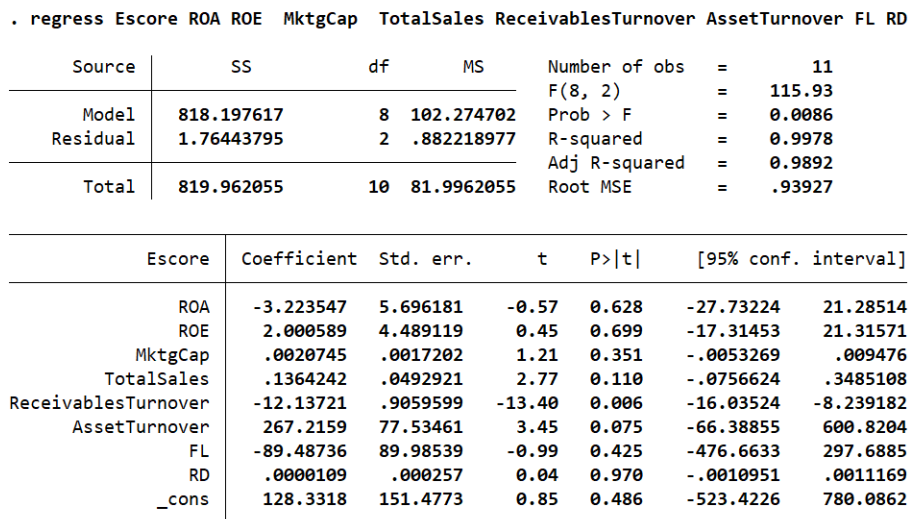 . regress Escore ROA ROE  MktgCap  TotalSales ReceivablesTurnover AssetTurnover FL RD
Source SS df MS Number of obs = 11
F(8, 2) = 115.93
Model 818.197617 8 102.274702 Prob > F = 0.0086
Residual 1.76443795 2 .882218977 R-squared = 0.9978
Adj R-squared = 0.9892
Total 819.962055 10 81.9962055 Root MSE = .93927
Escore Coefficient Std. err. t P>|t| [95% conf. interval]
ROA -3.223547 5.696181 -0.57 0.628 -27.73224 21.28514
ROE 2.000589 4.489119 0.45 0.699 -17.31453 21.31571
MktgCap .0020745 .0017202 1.21 0.351 -.0053269 .009476
TotalSales .1364242 .0492921 2.77 0.110 -.0756624 .3485108
ReceivablesTurnover -12.13721 .9059599 -13.40 0.006 -16.03524 -8.239182
AssetTurnover 267.2159 77.53461 3.45 0.075 -66.38855 600.8204
FL -89.48736 89.98539 -0.99 0.425 -476.6633 297.6885
RD .0000109 .000257 0.04 0.970 -.0010951 .0011169
_cons 128.3318 151.4773 0.85 0.486 -523.4226 780.0862